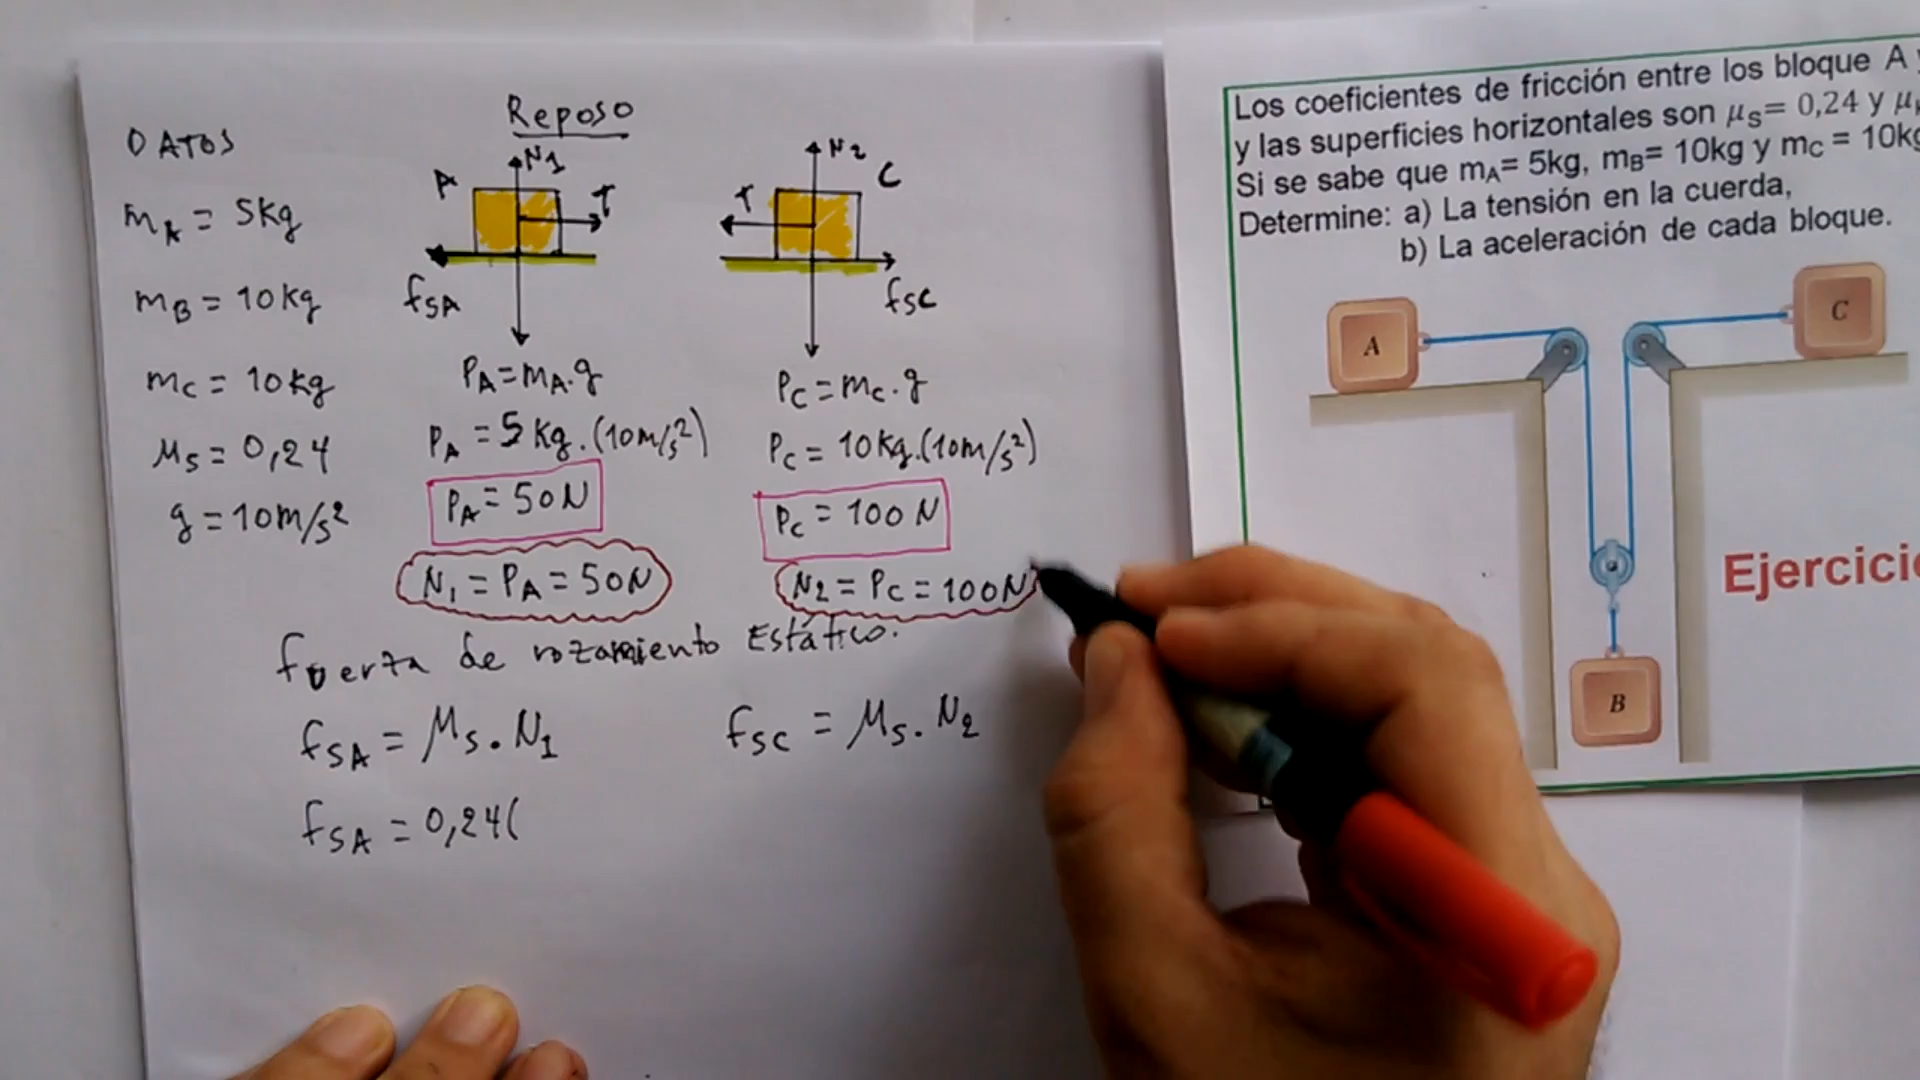 DATOS
mA = 5kg
mB = 10kg
mC = 10kg
μs = 0,24
g = 10m/s²
Reposo
A
N1
T
fSA
N2
C
T
fSC
PA = mA.g
PA = 5kg.(10m/s²)
PA = 50N
N1 = PA = 50N
PC = mC.g
PC = 10kg.(10m/s²)
PC = 100N
N2 = PC = 100N
fuerza de rozamiento Estático.
fSA = μs.N1
fSA = 0,24(
fSC = μs.N2
Los coeficientes de fricción entre los bloque A
y las superficies horizontales son μS= 0,24 y μ
Si se sabe que mA= 5kg, mB= 10kg y mC = 10kg
Determine: a) La tensión en la cuerda,
b) La aceleración de cada bloque.
A
C
B
Ejercici